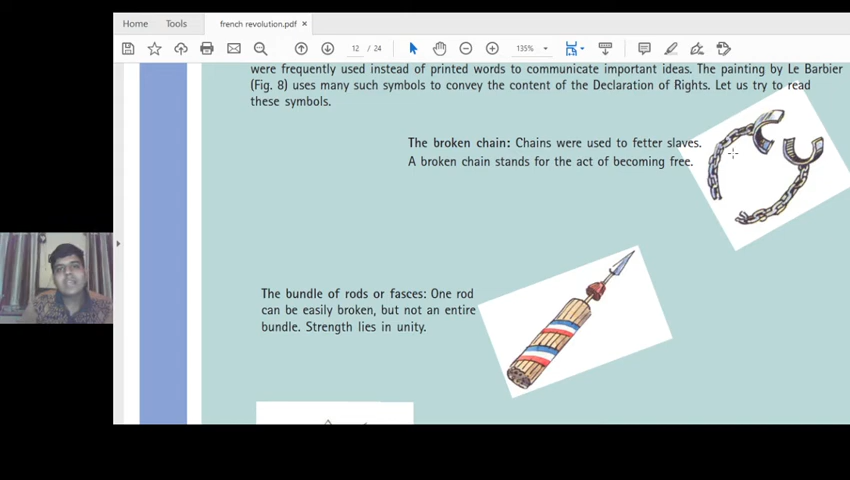 Home Tools french revolution.pdf ×
12 / 24 135%
were frequently used instead of printed words to communicate important ideas. The painting by Le Barbier
(Fig. 8) uses many such symbols to convey the content of the Declaration of Rights. Let us try to read
these symbols.
The broken chain: Chains were used to fetter slaves.
A broken chain stands for the act of becoming free.
The bundle of rods or fasces: One rod
can be easily broken, but not an entire
bundle. Strength lies in unity.